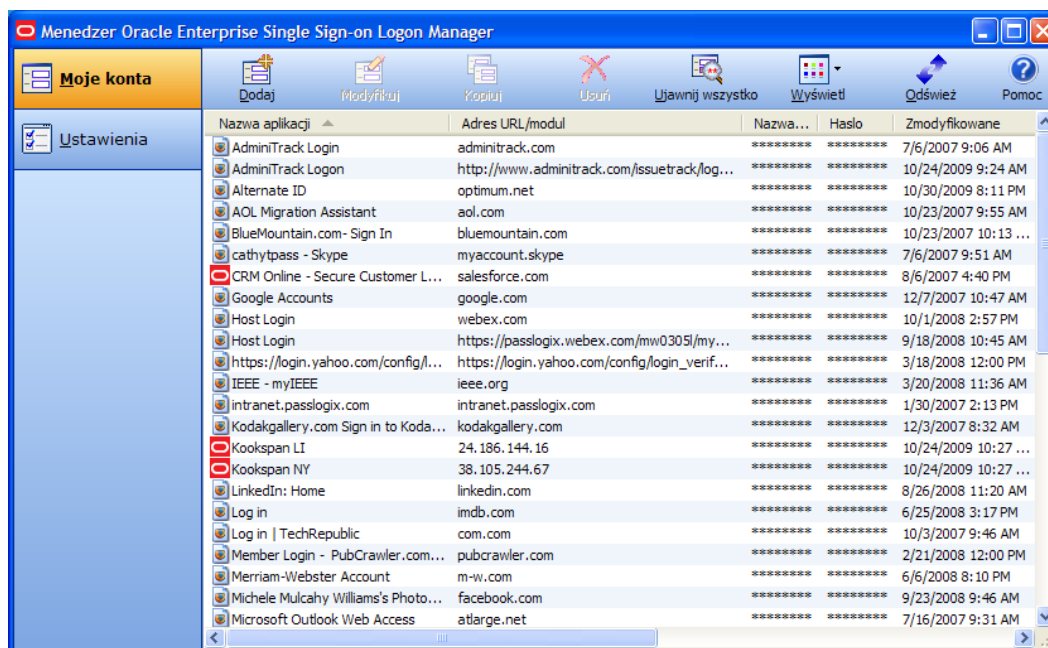 Menedzer Oracle Enterprise Single Sign-on Logon Manager
Moje konta
Ustawienia
Dodaj Modyfikuj Kopiuj Usuń Ujawnij wszystko Wyświetl Odśwież Pomoc
Nazwa aplikacji Adres URL/moduł Nazwa... Haslo Zmodyfikowane
AdminiTrack Login adminitrack.com ******** ******** 7/6/2007 9:06 AM
AdminiTrack Logon http://www.adminitrack.com/issuetrack/log... ******** ******** 10/24/2009 9:24 AM
Alternate ID optimum.net ******** ******** 10/30/2009 8:11 PM
AOL Migration Assistant aol.com ******** ******** 10/23/2007 9:55 AM
BlueMountain.com- Sign In bluemountain.com ******** ******** 10/23/2007 10:13 ...
cathytpass - Skype myaccount.skype ******** ******** 7/6/2007 9:51 AM
CRM Online - Secure Customer L... salesforce.com ******** ******** 8/6/2007 4:40 PM
Google Accounts google.com ******** ******** 12/7/2007 10:47 AM
Host Login webex.com ******** ******** 10/1/2008 2:57 PM
Host Login https://passlogix.webex.com/mw0305l/my... ******** ******** 9/18/2008 10:45 AM
https://login.yahoo.com/config/l... https://login.yahoo.com/config/login_verif... ******** ******** 3/18/2008 12:00 PM
IEEE - myIEEE ieee.org ******** ******** 3/20/2008 11:36 AM
intranet.passlogix.com intranet.passlogix.com ******** ******** 1/30/2007 2:13 PM
Kodakgallery.com Sign in to Koda... kodakgallery.com ******** ******** 12/3/2007 8:32 AM
Kookspan LI 24.186.144.16 ******** ******** 10/24/2009 10:27 ...
Kookspan NY 38.105.244.67 ******** ******** 10/24/2009 10:27 ...
LinkedIn: Home linkedin.com ******** ******** 8/26/2008 11:20 AM
Log in imdb.com ******** ******** 6/25/2008 3:17 PM
Log in | TechRepublic com.com ******** ******** 10/3/2007 9:46 AM
Member Login - PubCrawler.com... pubcrawler.com ******** ******** 2/21/2008 12:00 PM
Merriam-Webster Account m-w.com ******** ******** 6/6/2008 8:10 PM
Michele Mulcahy Williams's Photo... facebook.com ******** ******** 9/23/2008 9:46 AM
Microsoft Outlook Web Access atlarge.net ******** ******** 7/16/2007 9:31 AM